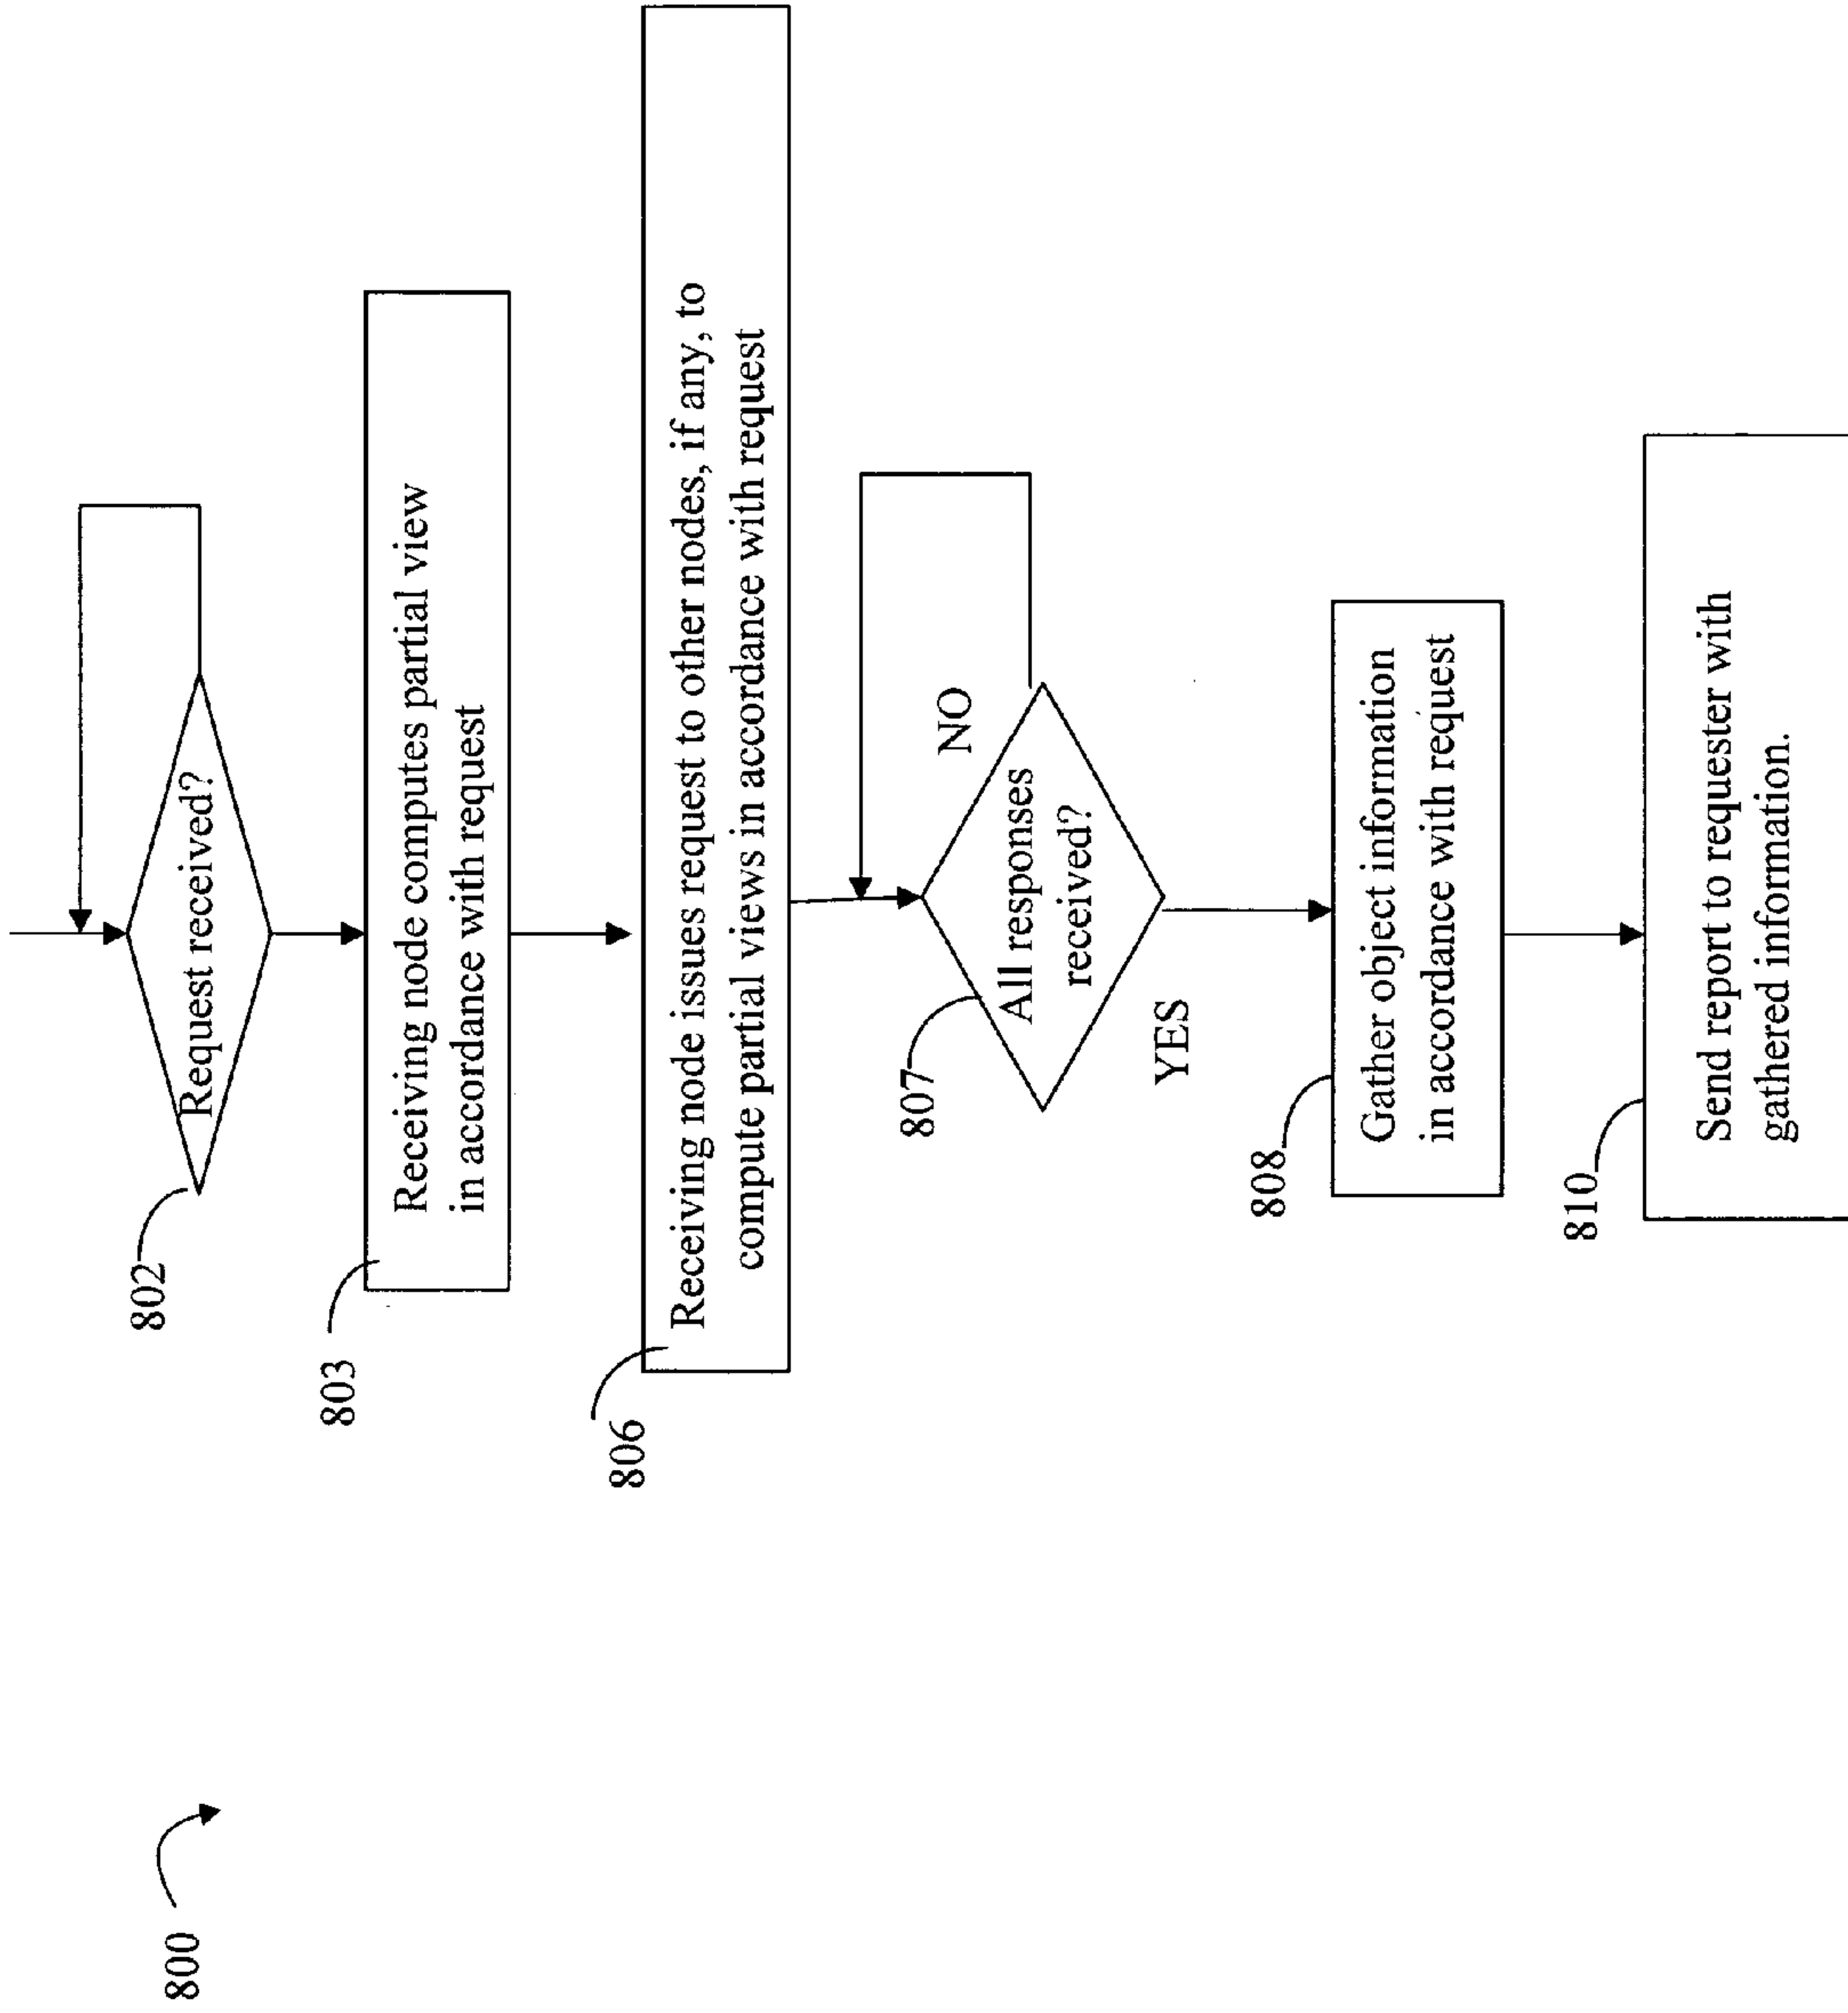 800
802
Request received?
803
Receiving node computes partial view
in accordance with request
806
Receiving node issues request to other nodes, if any, to
compute partial views in accordance with request
807
All responses
received?
NO
YES
808
Gather object information
in accordance with request
810
Send report to requester with
gathered information.